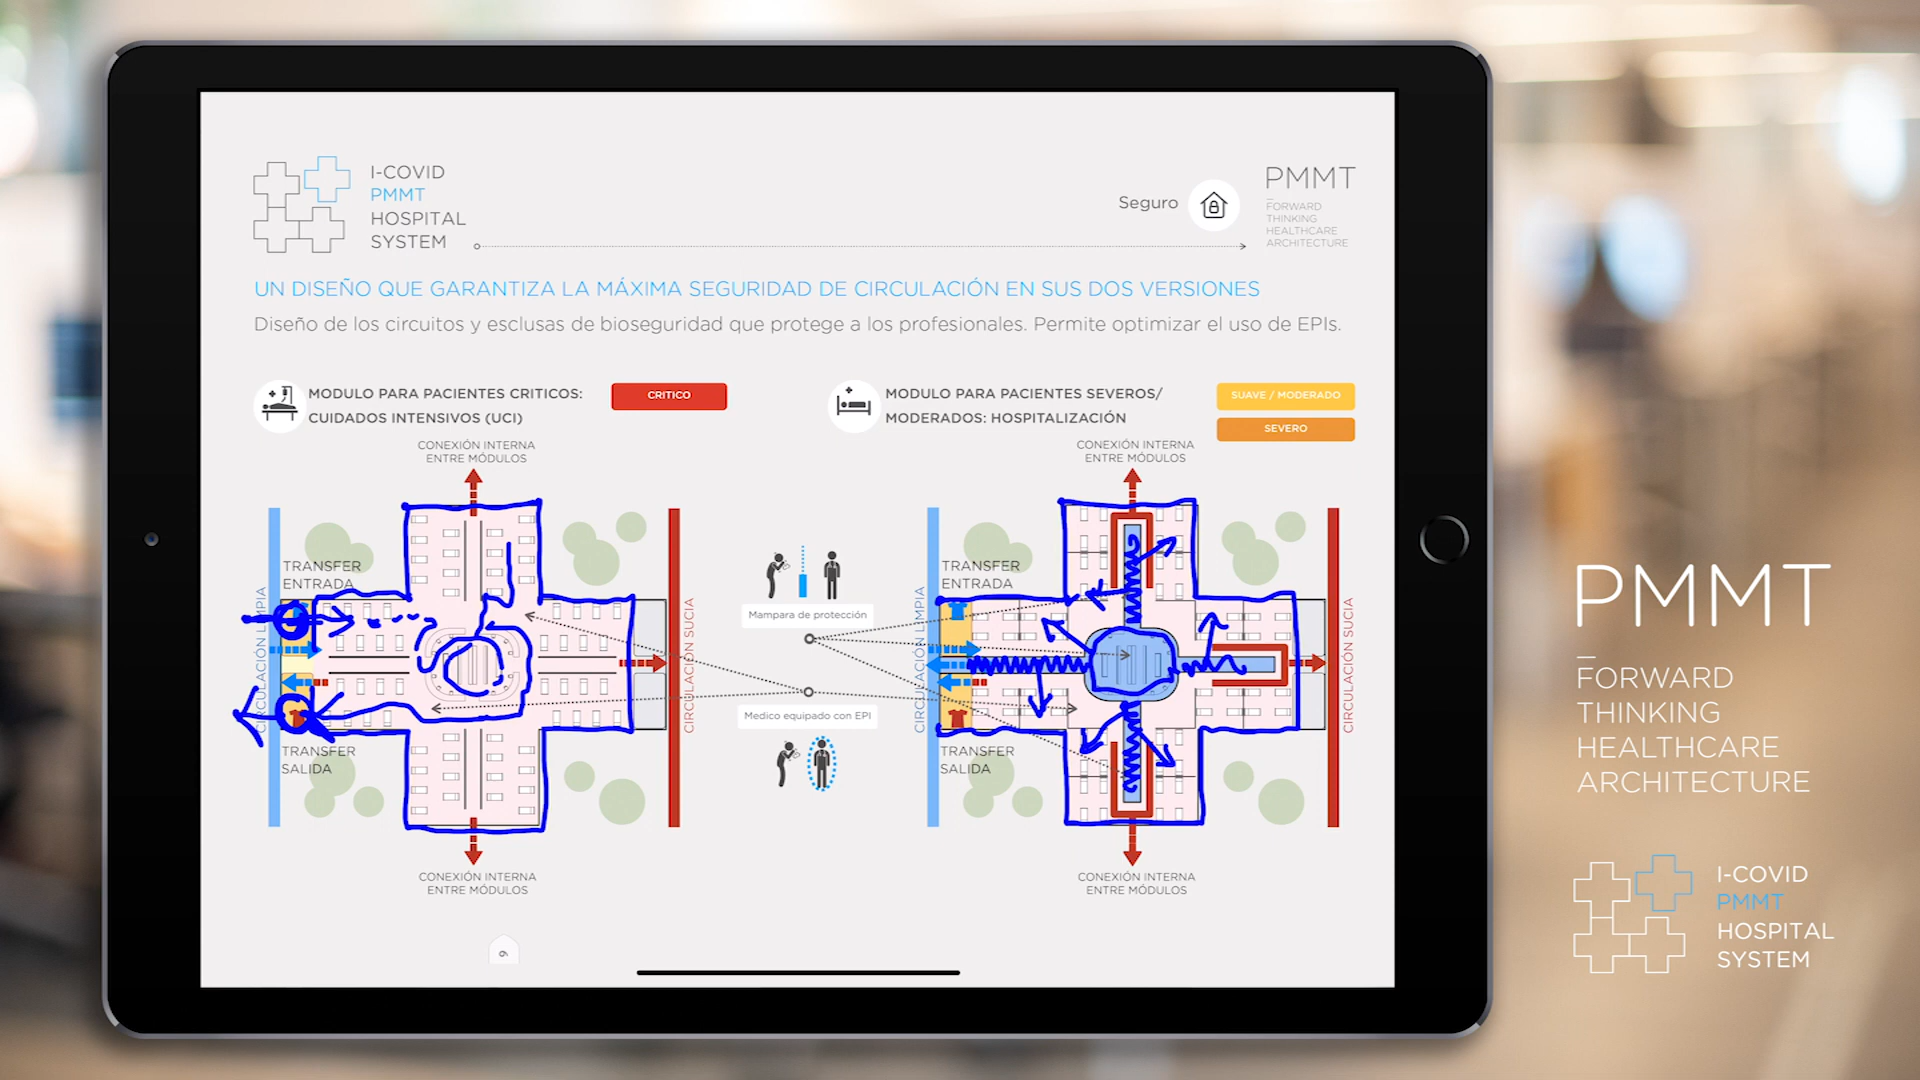 I-COVID
PMMT
HOSPITAL
SYSTEM
Seguro
PMMT
FORWARD
THINKING
HEALTHCARE
ARCHITECTURE
UN DISEÑO QUE GARANTIZA LA MÁXIMA SEGURIDAD DE CIRCULACIÓN EN SUS DOS VERSIONES
Diseño de los circuitos y esclusas de bioseguridad que protege a los profesionales. Permite optimizar el uso de EPIs.
MODULO PARA PACIENTES CRITICOS:
CUIDADOS INTENSIVOS (UCI)
CRITICO
MODULO PARA PACIENTES SEVEROS/
MODERADOS: HOSPITALIZACIÓN
SUAVE / MODERADO
SEVERO
CONEXIÓN INTERNA
ENTRE MÓDULOS
TRANSFER
ENTRADA
CIRCULACIÓN LIMPIA
TRANSFER
SALIDA
CIRCULACIÓN SUCIA
CONEXIÓN INTERNA
ENTRE MÓDULOS
Mampara de protección
Medico equipado con EPI
CONEXIÓN INTERNA
ENTRE MÓDULOS
TRANSFER
ENTRADA
CIRCULACIÓN LIMPIA
TRANSFER
SALIDA
CIRCULACIÓN SUCIA
CONEXIÓN INTERNA
ENTRE MÓDULOS
PMMT
FORWARD
THINKING
HEALTHCARE
ARCHITECTURE
I-COVID
PMMT
HOSPITAL
SYSTEM